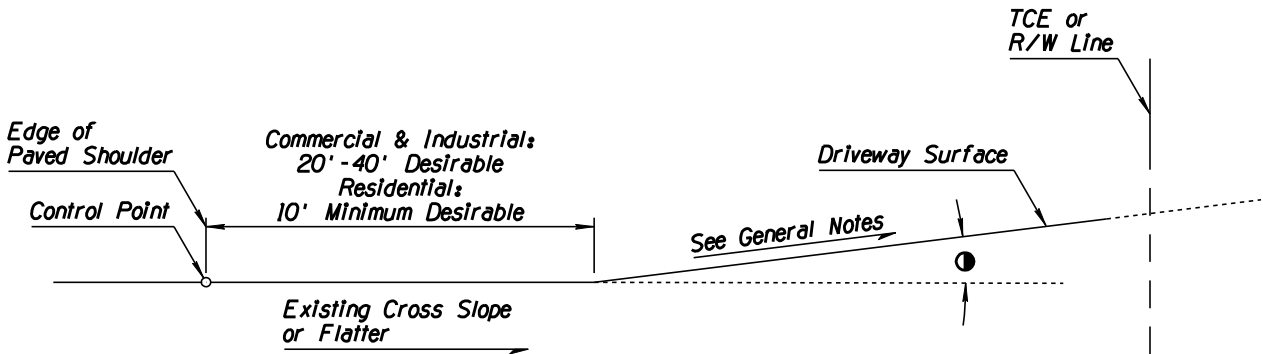 TCE or
R/W Line
Edge of
Paved Shoulder
Commercial & Industrial:
20'-40' Desirable
Residential:
10' Minimum Desirable
Driveway Surface
Control Point
See General Notes
Existing Cross Slope
or Flatter